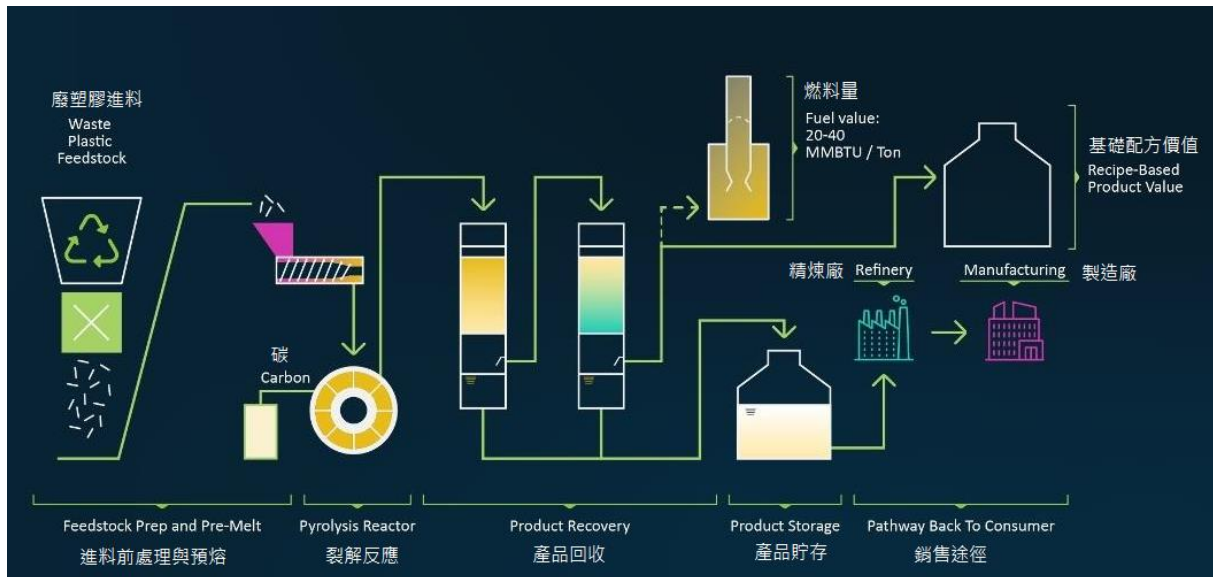 廢塑膠進料
Waste
Plastic
Feedstock
燃料量
Fuel value:
20-40
MMBTU / Ton
基礎配方價值
Recipe-Based
Product Value
精煉廠 Refinery
Manufacturing 製造廠
碳
Carbon
Feedstock Prep and Pre-Melt
進料前處理與預熔
Pyrolysis Reactor
裂解反應
Product Recovery
產品回收
Product Storage
產品貯存
Pathway Back To Consumer
銷售途徑